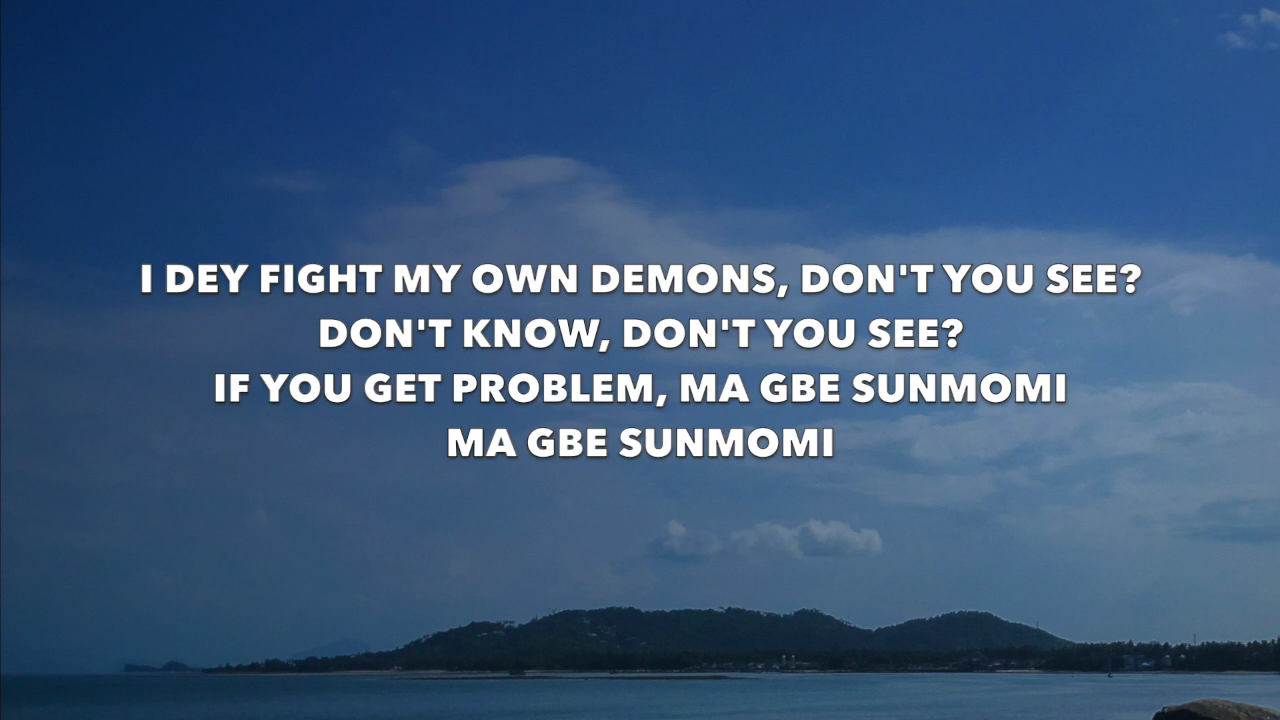 I DEY FIGHT MY OWN DEMONS, DON'T YOU SEE?
DON'T KNOW, DON'T YOU SEE?
IF YOU GET PROBLEM, MA GBE SUNMOMI
MA GBE SUNMOMI